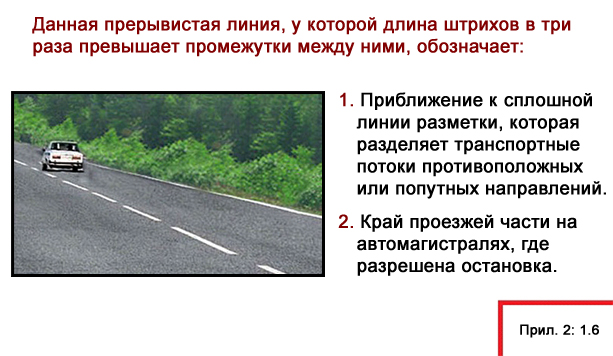 Данная прерывистая линия, у которой длина штрихов в три
раза превышает промежутки между ними, обозначает:
1. Приближение к сплошной
линии разметки, которая
разделяет транспортные
потоки противоположных
или попутных направлений.
2. Край проезжей части на
автомагистралях, где
разрешена остановка.
Прил. 2: 1.6